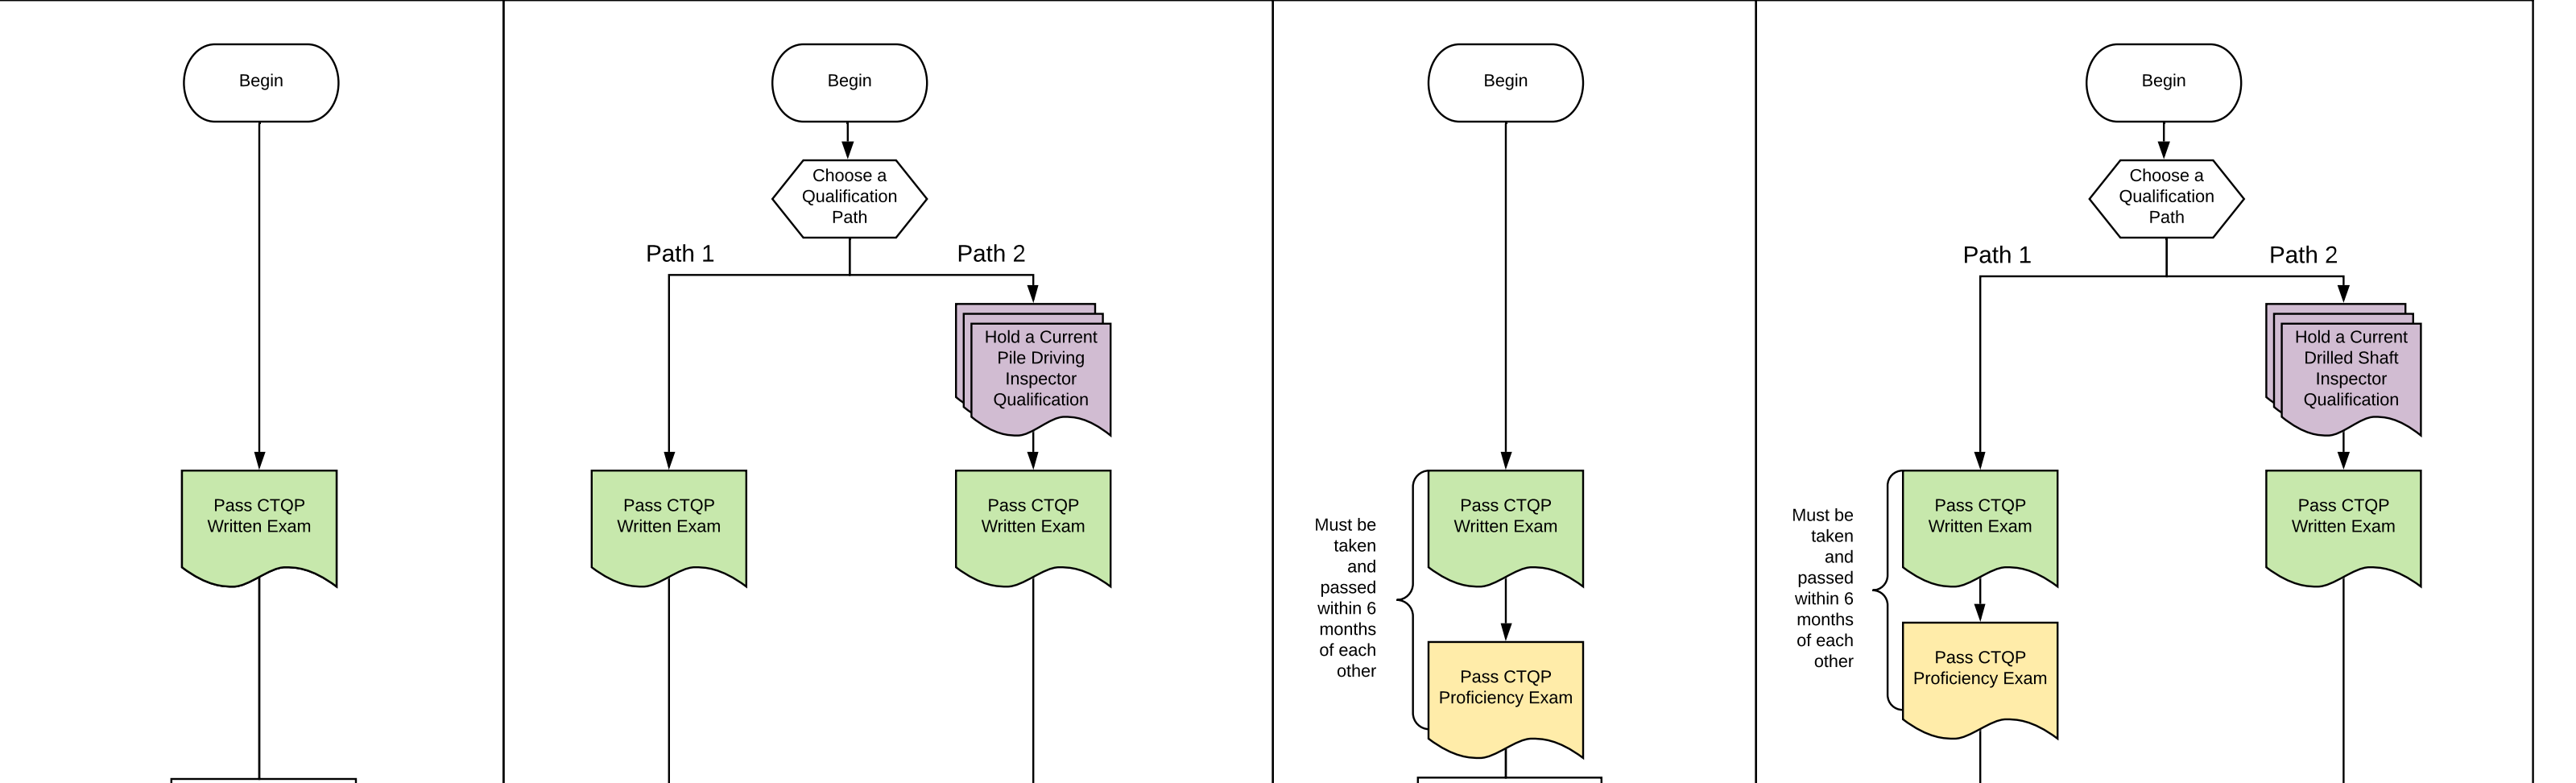 Begin
Pass CTQP
Written Exam
Begin
Choose a
Qualification
Path
Path 1
Path 2
Hold a Current
Pile Driving
Inspector
Qualification
Pass CTQP
Written Exam
Pass CTQP
Written Exam
Begin
Must be
taken
and
passed
within 6
months
of each
other
Pass CTQP
Written Exam
Pass CTQP
Proficiency Exam
Begin
Choose a
Qualification
Path
Path 1
Path 2
Hold a Current
Drilled Shaft
Inspector
Qualification
Must be
taken
and
passed
within 6
months
of each
other
Pass CTQP
Written Exam
Pass CTQP
Proficiency Exam
Pass CTQP
Written Exam